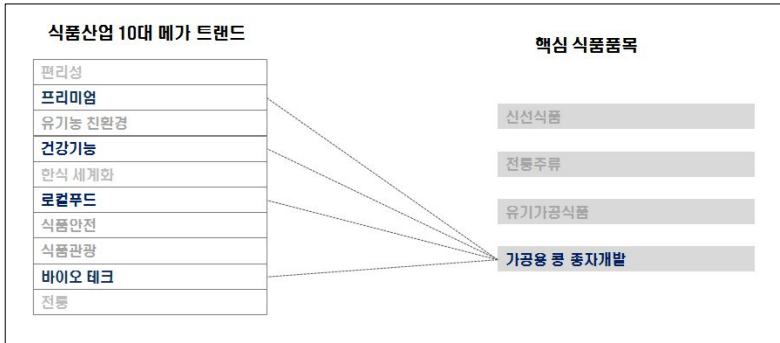 식품산업 10대 메가 트랜드
편리성
프리미엄
유기농 친환경
건강기능
한식 세계화
로컬푸드
식품안전
식품관광
바이오 테크
전통
핵심 식품품목
신선식품
전통주류
유기가공식품
가공용 콩 종자개발